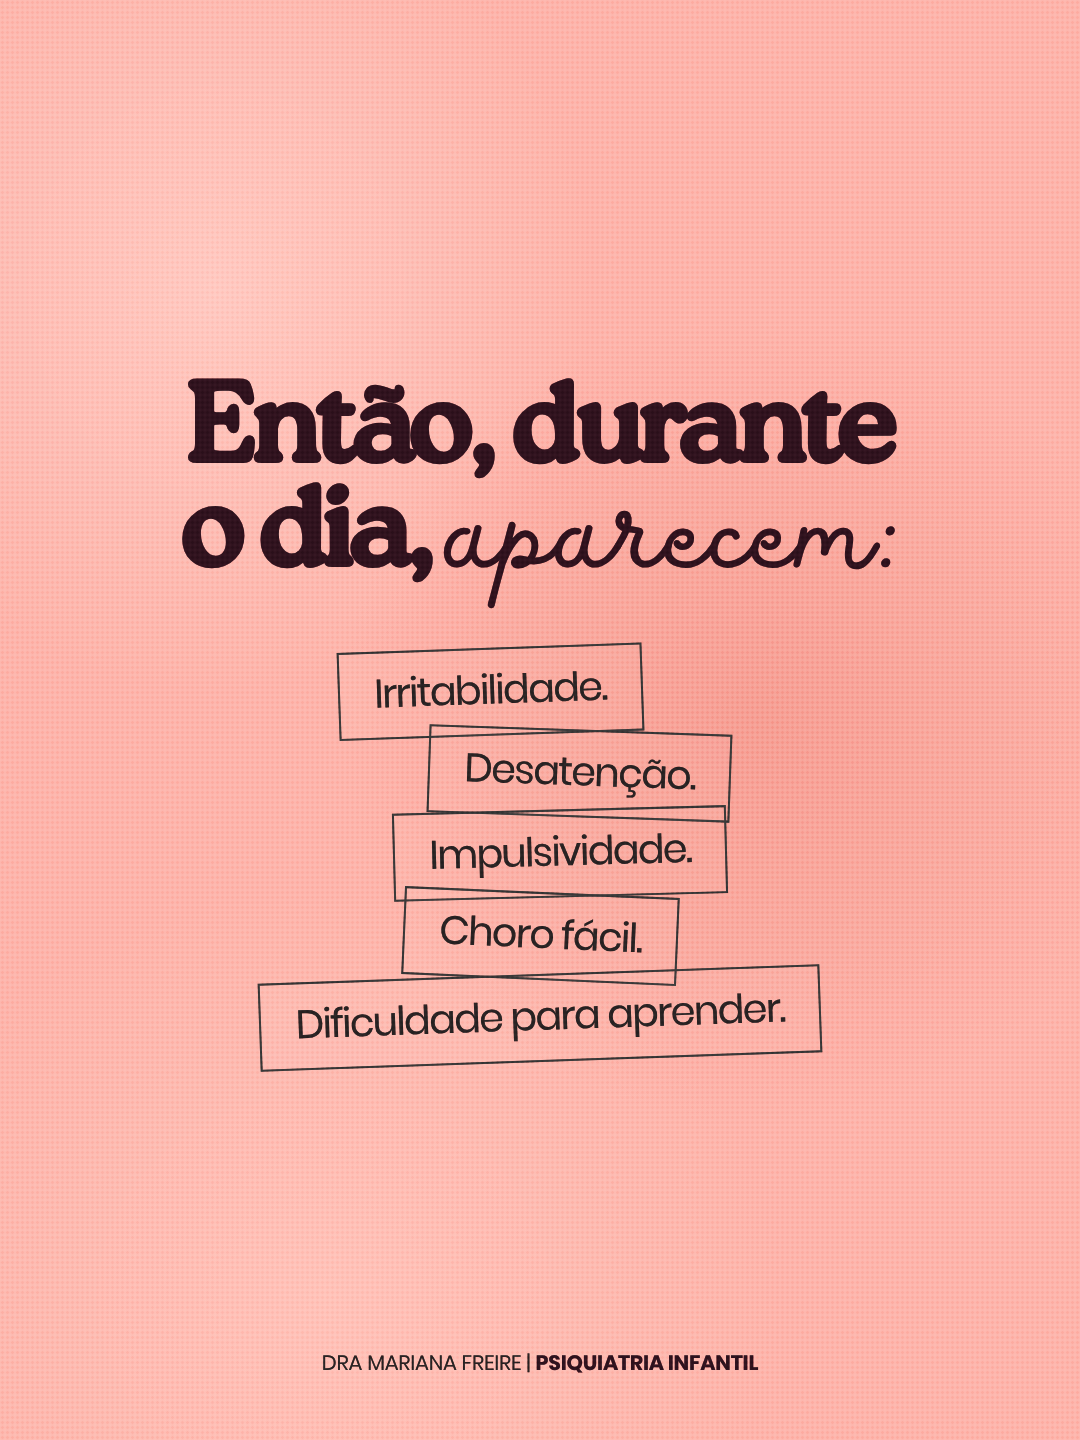 Então, durante
o dia, aparecem:
Irritabilidade.
Desatenção.
Impulsividade.
Choro fácil.
Dificuldade para aprender.
DRA MARIANA FREIRE | PSIQUIATRIA INFANTIL